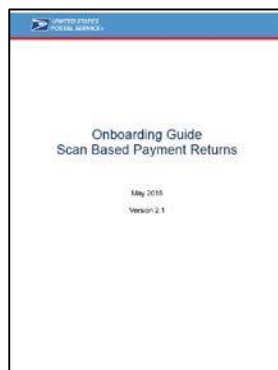 UNITED STATES
POSTAL SERVICE®
Onboarding Guide
Scan Based Payment Returns
May 2015
Version 2.1